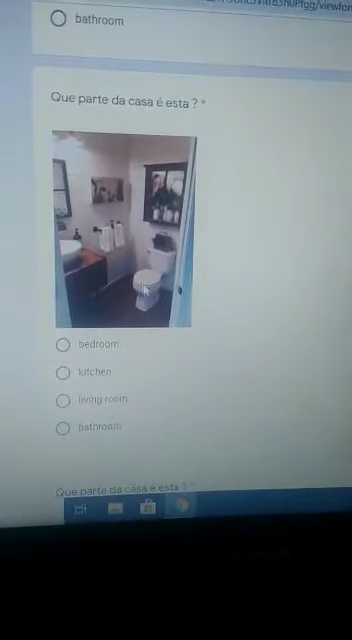 bathroom
Que parte da casa é esta ? *
bedroom
kitchen
living room
bathroom
Que parte da casa é esta ? *